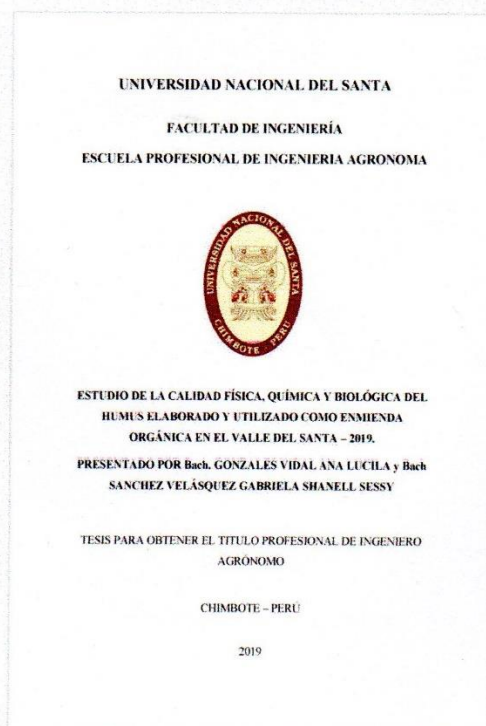 UNIVERSIDAD NACIONAL DEL SANTA
FACULTAD DE INGENIERÍA
ESCUELA PROFESIONAL DE INGENIERIA AGRONOMA
UNIVERSIDAD NACIONAL DEL SANTA
CHIMBOTE - PERU
ESTUDIO DE LA CALIDAD FÍSICA, QUÍMICA Y BIOLÓGICA DEL
HUMUS ELABORADO Y UTILIZADO COMO ENMIENDA
ORGÁNICA EN EL VALLE DEL SANTA – 2019.
PRESENTADO POR Bach. GONZALES VIDAL ANA LUCILA y Bach
SANCHEZ VELÁSQUEZ GABRIELA SHANELL SESSY
TESIS PARA OBTENER EL TITULO PROFESIONAL DE INGENIERO
AGRÓNOMO
CHIMBOTE – PERÚ
2019